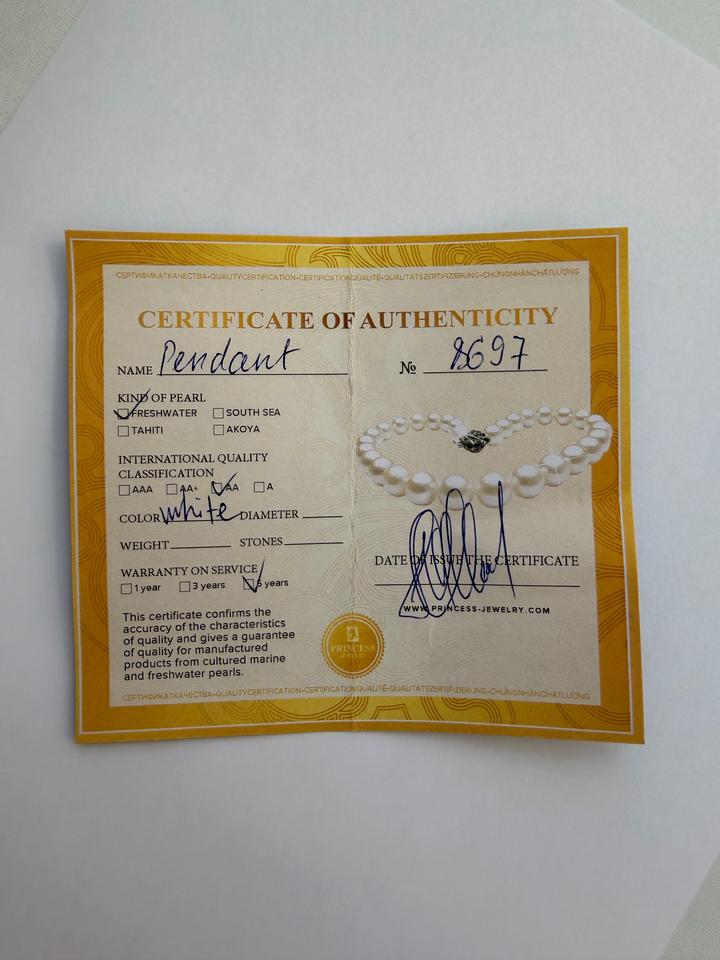 СЕРТИФИКАТ КАЧЕСТВА•QUALITY CERTIFICATION•CERTIFICATION QUALITÉ•QUALITÄTSZERTIFIZIERUNG•CHỨNG NHẬN CHẤT LƯỢNG
CERTIFICATE OF AUTHENTICITY
NAME Pendant
№ 8697
KIND OF PEARL
FRESHWATER SOUTH SEA
TAHITI AKOYA
INTERNATIONAL QUALITY
CLASSIFICATION
AAA AA+ AA A
COLOR white DIAMETER
WEIGHT STONES
WARRANTY ON SERVICE
1 year 3 years 5 years
This certificate confirms the
accuracy of the characteristics
of quality and gives a guarantee
of quality for manufactured
products from cultured marine
and freshwater pearls.
DATE OF ISSUE THE CERTIFICATE
WWW.PRINCESS-JEWELRY.COM
PRINCESS
JEWELRY
СЕРТИФИКАТ КАЧЕСТВА•QUALITY CERTIFICATION•CERTIFICATION QUALITÉ•QUALITÄTSZERTIFIZIERUNG•CHỨNG NHẬN CHẤT LƯỢNG